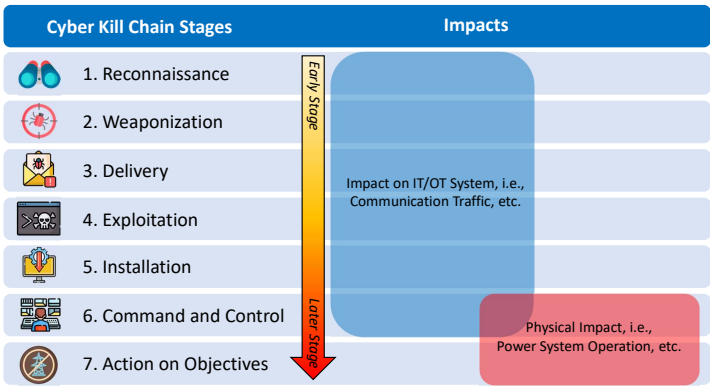 Cyber Kill Chain Stages
Impacts
1. Reconnaissance
2. Weaponization
3. Delivery
4. Exploitation
5. Installation
6. Command and Control
7. Action on Objectives
Early Stage
Later Stage
Impact on IT/OT System, i.e.,
Communication Traffic, etc.
Physical Impact, i.e.,
Power System Operation, etc.